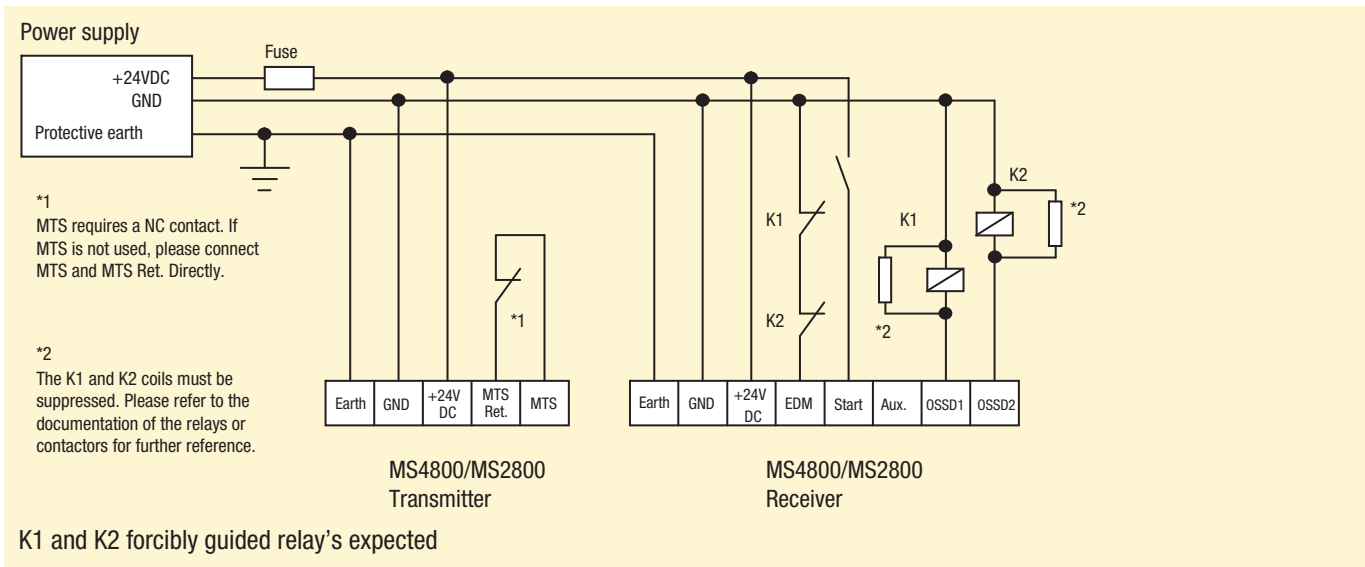 Power supply
Fuse
+24VDC
GND
Protective earth
*1
MTS requires a NC contact. If
MTS is not used, please connect
MTS and MTS Ret. Directly.
*2
The K1 and K2 coils must be
suppressed. Please refer to the
documentation of the relays or
contactors for further reference.
*1
K1
K2
K1
*2
K2
*2
Earth
GND
+24V
DC
MTS
Ret.
MTS
Earth
GND
+24V
DC
EDM
Start
Aux.
OSSD1
OSSD2
MS4800/MS2800
Transmitter
MS4800/MS2800
Receiver
K1 and K2 forcibly guided relay’s expected